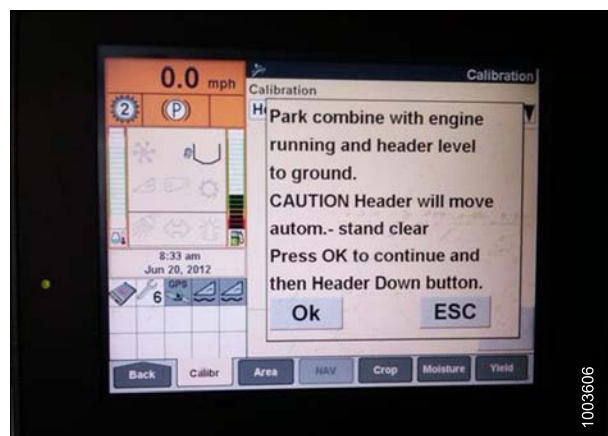 0.0 mph
Calibration
Calibration
2
P
Park combine with engine
running and header level
to ground.
CAUTION Header will move
autom.- stand clear
Press OK to continue and
then Header Down button.
Ok
ESC
8:33 am
Jun 20, 2012
6
GPS
Back
Calibr
Area
NAV
Crop
Moisture
Yield
1003606